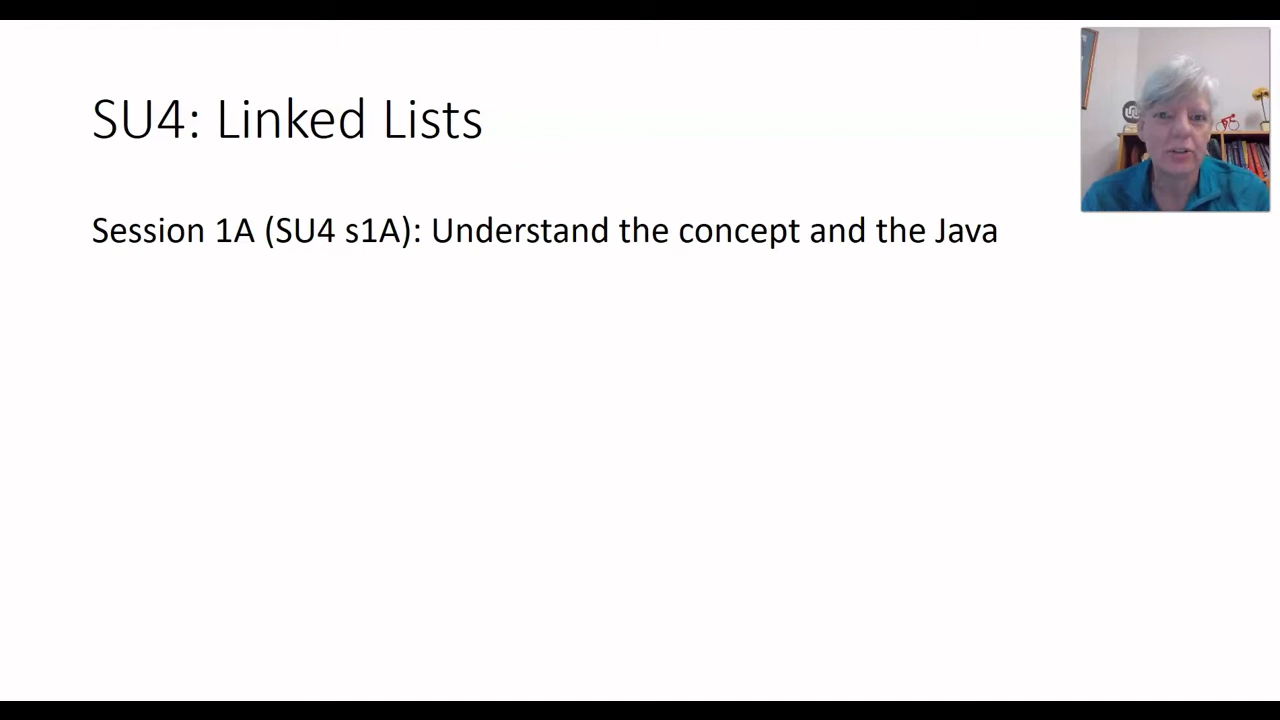 SU4: Linked Lists
Session 1A (SU4 s1A): Understand the concept and the Java